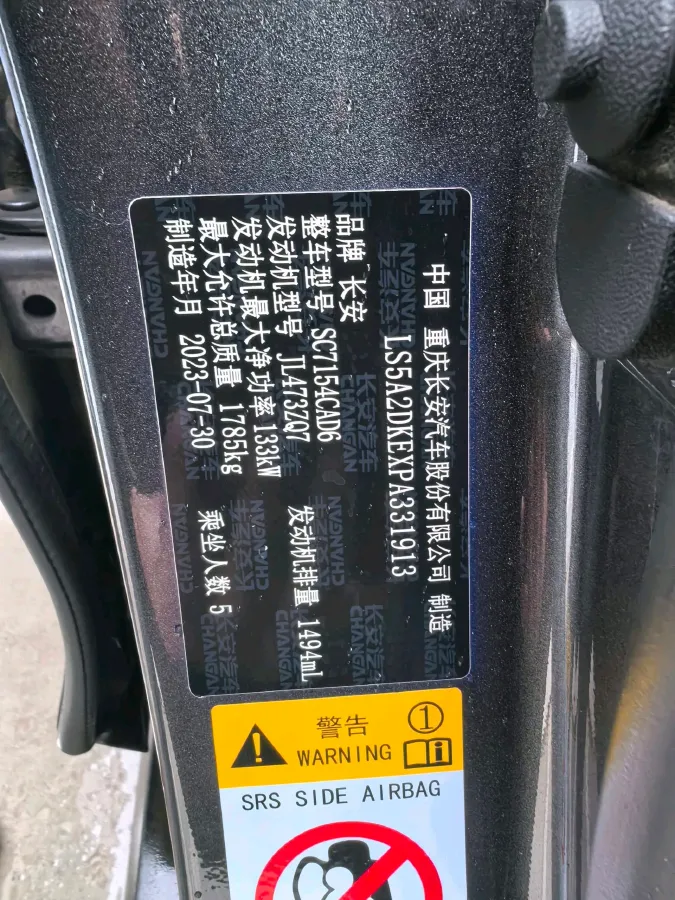 中国 重庆长安汽车股份有限公司 制造
LS5A2DKEXPA331913
品牌 长安
整车型号 SC7154CAD6
发动机型号 JL473ZQ7 发动机排量 1494mL
发动机最大净功率 133kW
最大允许总质量 1785kg 乘坐人数 5
制造年月 2023-07-30
警告 ①
WARNING
SRS SIDE AIRBAG